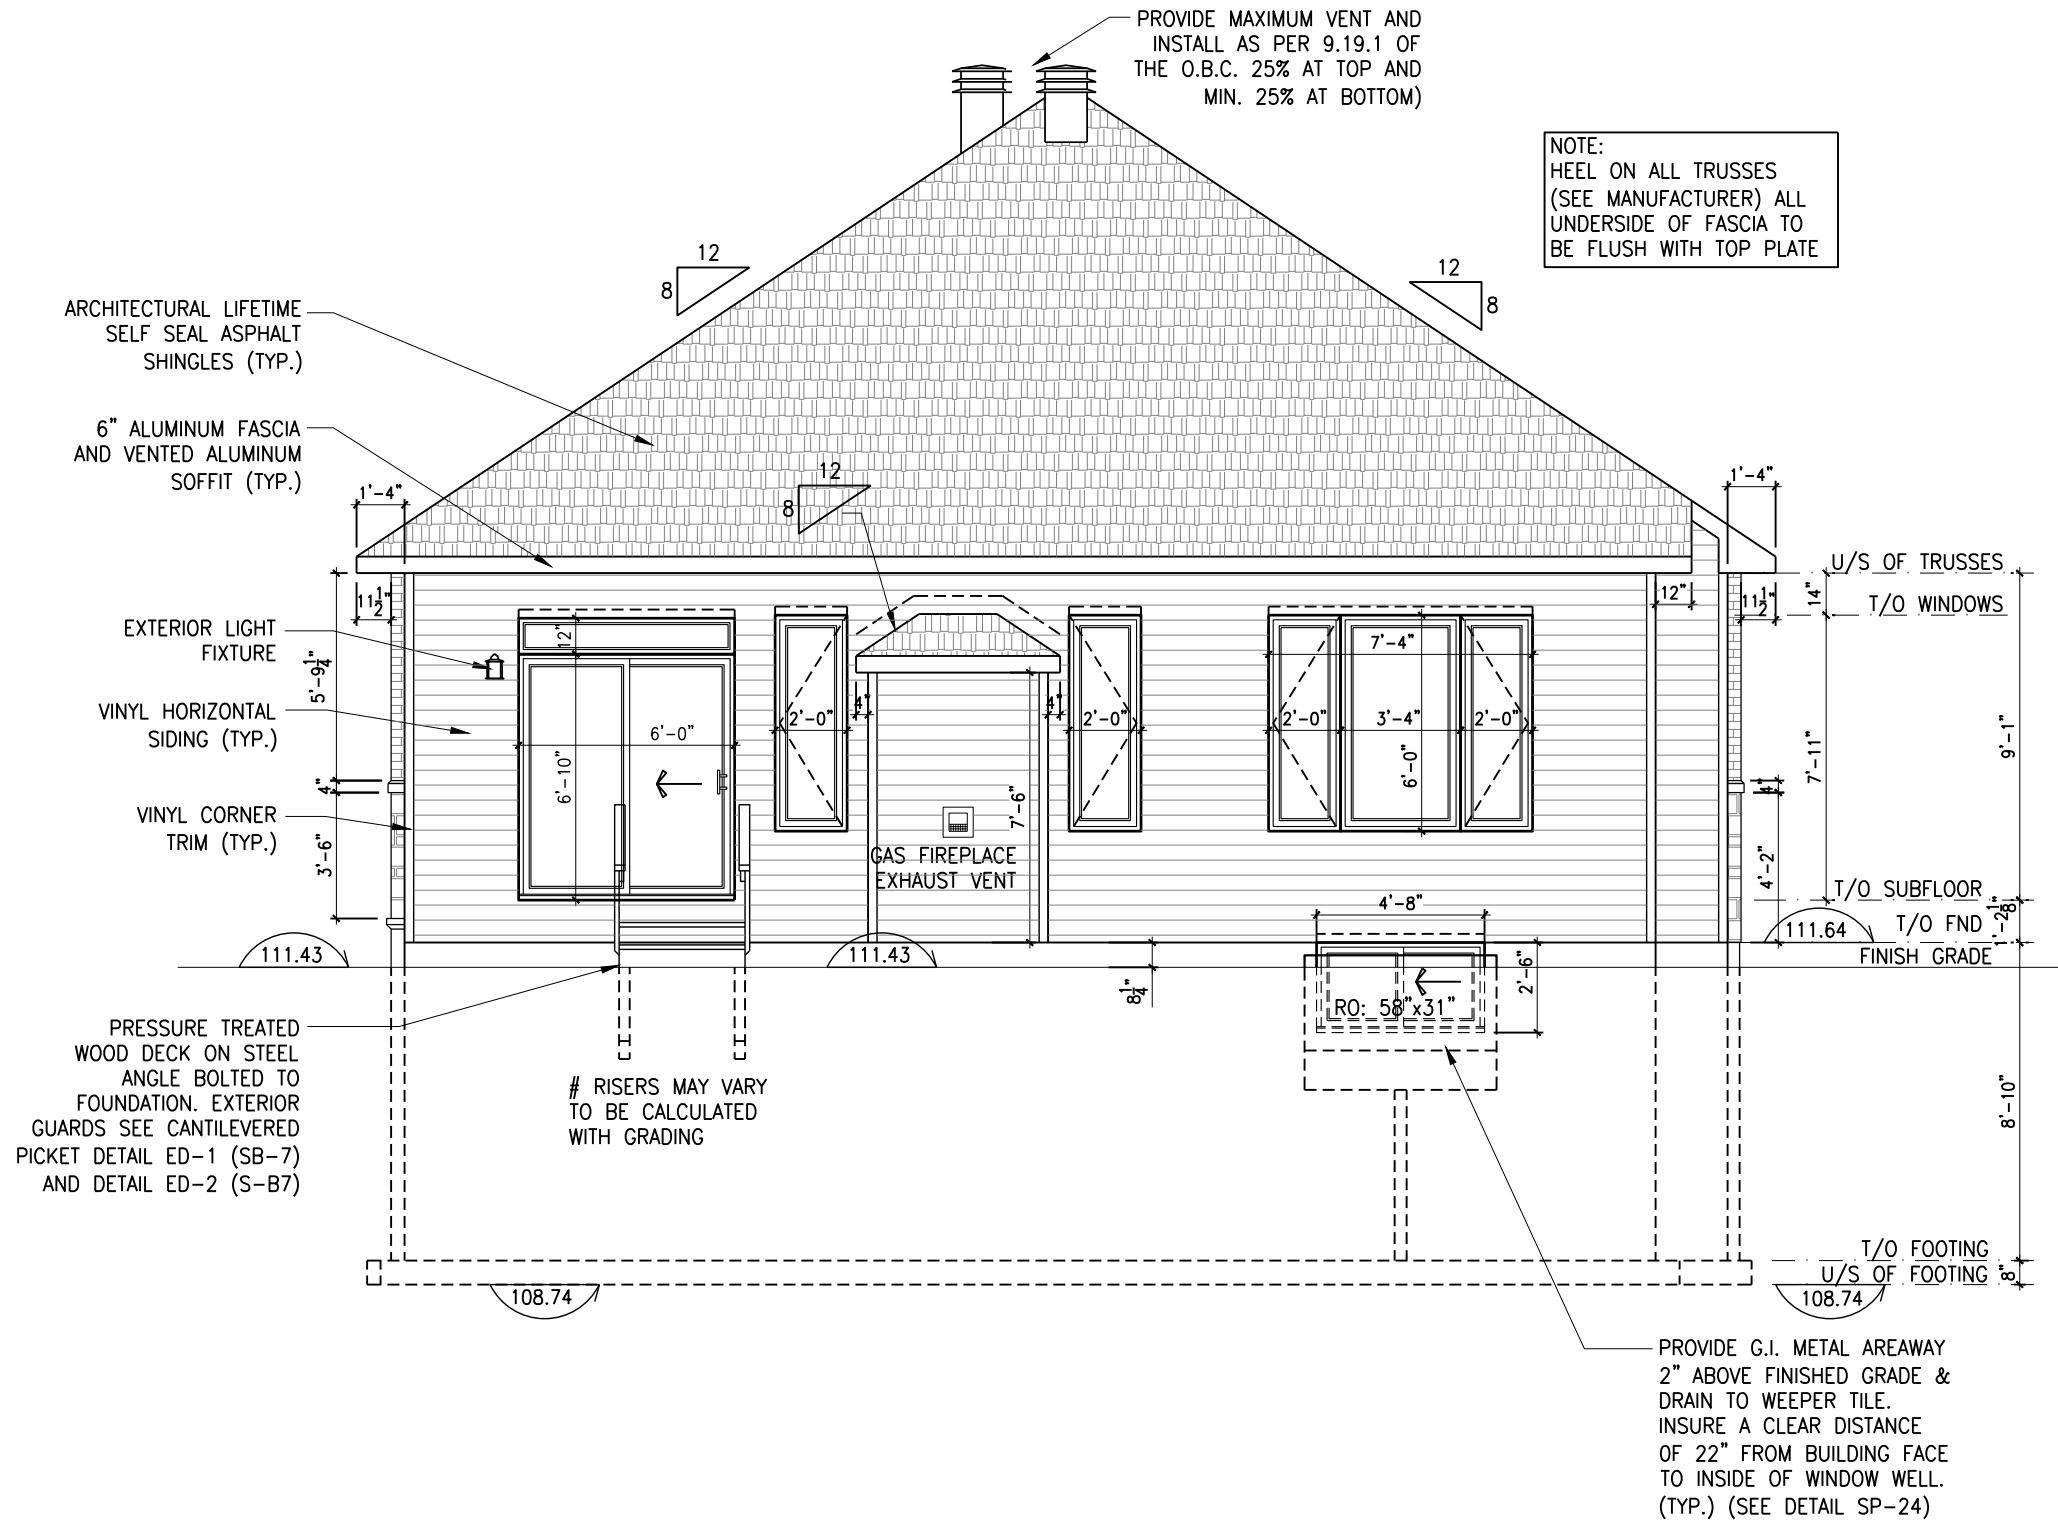 PROVIDE MAXIMUM VENT AND
INSTALL AS PER 9.19.1 OF
THE O.B.C. 25% AT TOP AND
MIN. 25% AT BOTTOM)
NOTE:
HEEL ON ALL TRUSSES
(SEE MANUFACTURER) ALL
UNDERSIDE OF FASCIA TO
BE FLUSH WITH TOP PLATE
12
8
12
8
ARCHITECTURAL LIFETIME
SELF SEAL ASPHALT
SHINGLES (TYP.)
6" ALUMINUM FASCIA
AND VENTED ALUMINUM
SOFFIT (TYP.)
12
8
1'-4"
1'-4"
U/S OF TRUSSES
T/O WINDOWS
14"
11½"
12"
11½"
EXTERIOR LIGHT
FIXTURE
5'-9¼"
12"
7'-4"
VINYL HORIZONTAL
SIDING (TYP.)
6'-0"
2'-0"
4"
4"
2'-0"
2'-0"
3'-4"
2'-0"
6'-10"
6'-0"
7'-11"
9'-1"
4"
4"
VINYL CORNER
TRIM (TYP.)
3'-6"
7'-6"
4'-2"
GAS FIREPLACE
EXHAUST VENT
T/O SUBFLOOR
4'-8"
1'-2⅛"
T/O FND
111.43
111.43
111.64
FINISH GRADE
8¼"
2'-6"
RO: 58"x31"
PRESSURE TREATED
WOOD DECK ON STEEL
ANGLE BOLTED TO
FOUNDATION. EXTERIOR
GUARDS SEE CANTILEVERED
PICKET DETAIL ED-1 (SB-7)
AND DETAIL ED-2 (S-B7)
# RISERS MAY VARY
TO BE CALCULATED
WITH GRADING
8'-10"
T/O FOOTING
U/S OF FOOTING
8"
108.74
108.74
PROVIDE G.I. METAL AREAWAY
2" ABOVE FINISHED GRADE &
DRAIN TO WEEPER TILE.
INSURE A CLEAR DISTANCE
OF 22" FROM BUILDING FACE
TO INSIDE OF WINDOW WELL.
(TYP.) (SEE DETAIL SP-24)